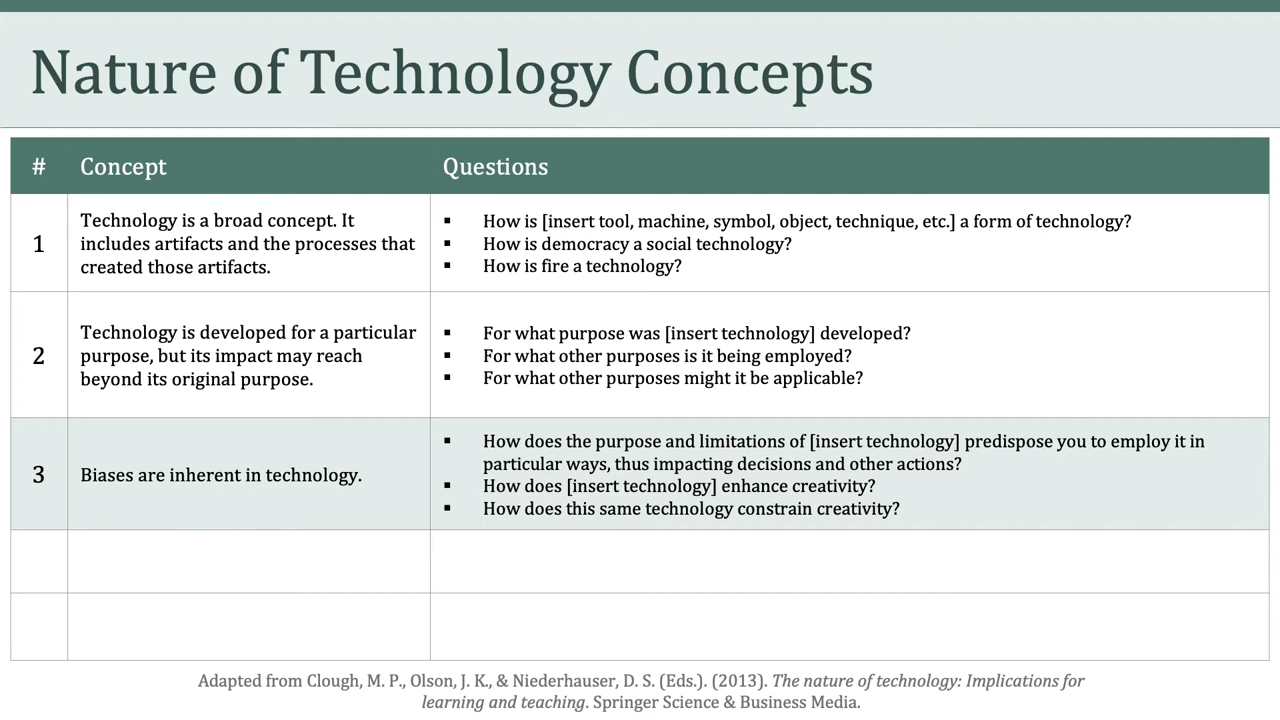 Nature of Technology Concepts
# Concept Questions
1
Technology is a broad concept. It
includes artifacts and the processes that
created those artifacts.
▪ How is [insert tool, machine, symbol, object, technique, etc.] a form of technology?
▪ How is democracy a social technology?
▪ How is fire a technology?
2
Technology is developed for a particular
purpose, but its impact may reach
beyond its original purpose.
▪ For what purpose was [insert technology] developed?
▪ For what other purposes is it being employed?
▪ For what other purposes might it be applicable?
3
Biases are inherent in technology.
▪ How does the purpose and limitations of [insert technology] predispose you to employ it in
particular ways, thus impacting decisions and other actions?
▪ How does [insert technology] enhance creativity?
▪ How does this same technology constrain creativity?
Adapted from Clough, M. P., Olson, J. K., & Niederhauser, D. S. (Eds.). (2013). The nature of technology: Implications for
learning and teaching. Springer Science & Business Media.